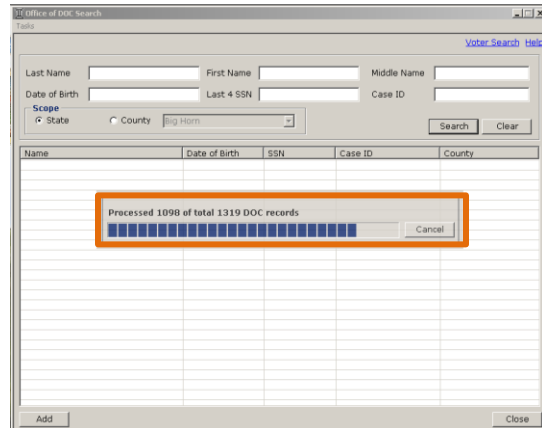 Office of DOC Search
Tasks
Voter Search Help
Last Name First Name Middle Name
Date of Birth Last 4 SSN Case ID
Scope
State County Big Horn
Search Clear
Name Date of Birth SSN Case ID County
Processed 1098 of total 1319 DOC records
Cancel
Add Close